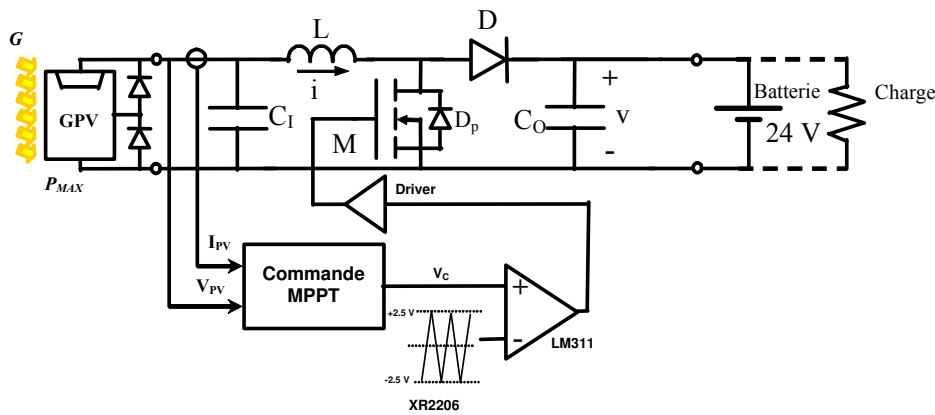 G
GPV
P_MAX
C_I
L
i
M
D_p
D
C_O
+
v
-
Batterie
24 V
Charge
Driver
I_PV
V_PV
Commande
MPPT
V_C
+
-
LM311
+2.5 V
-2.5 V
XR2206